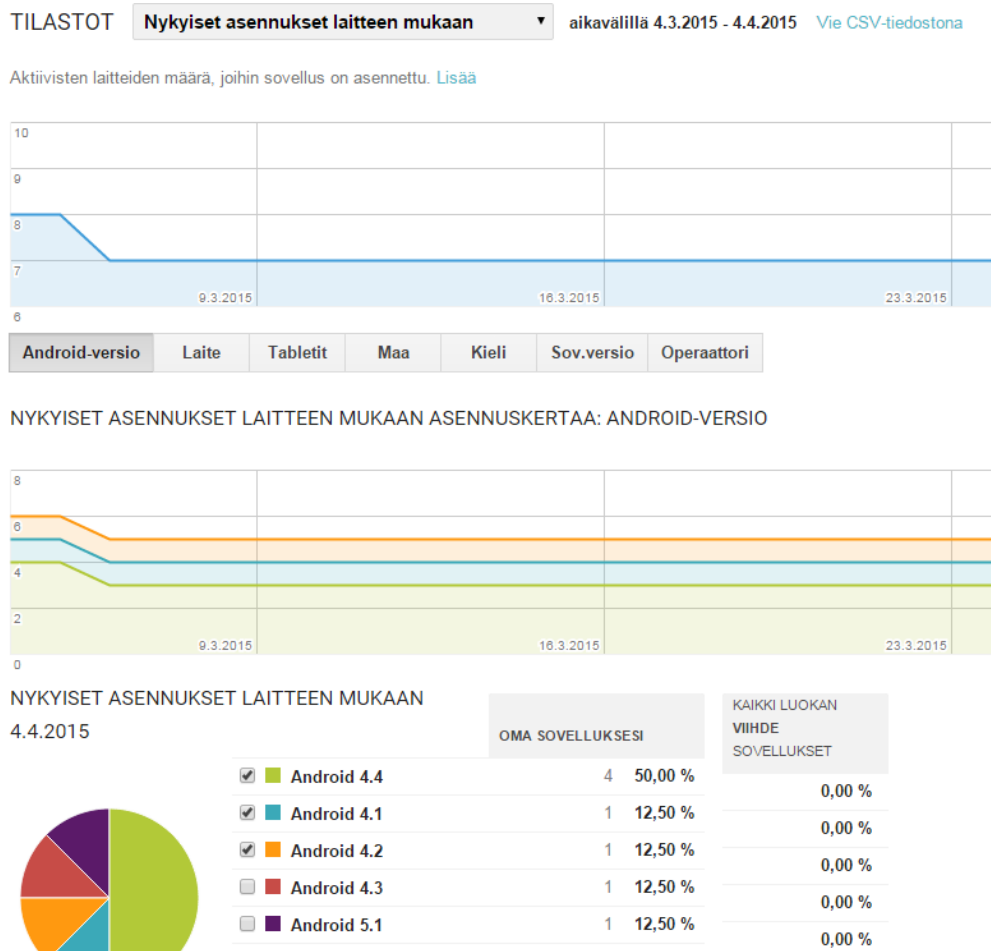 TILASTOT Nykyiset asennukset laitteen mukaan aikavälillä 4.3.2015 - 4.4.2015 Vie CSV-tiedostona
Aktiivisten laitteiden määrä, joihin sovellus on asennettu. Lisää
10
9
8
7
9.3.2015 16.3.2015 23.3.2015
6
Android-versio Laite Tabletit Maa Kieli Sov.versio Operaattori
NYKYISET ASENNUKSET LAITTEEN MUKAAN ASENNUSKERTAA: ANDROID-VERSIO
8
6
4
2
9.3.2015 16.3.2015 23.3.2015
0
NYKYISET ASENNUKSET LAITTEEN MUKAAN
4.4.2015
OMA SOVELLUKSESI
KAIKKI LUOKAN
VIIHDE
SOVELLUKSET
Android 4.4 4 50,00 % 0,00 %
Android 4.1 1 12,50 % 0,00 %
Android 4.2 1 12,50 % 0,00 %
Android 4.3 1 12,50 % 0,00 %
Android 5.1 1 12,50 % 0,00 %